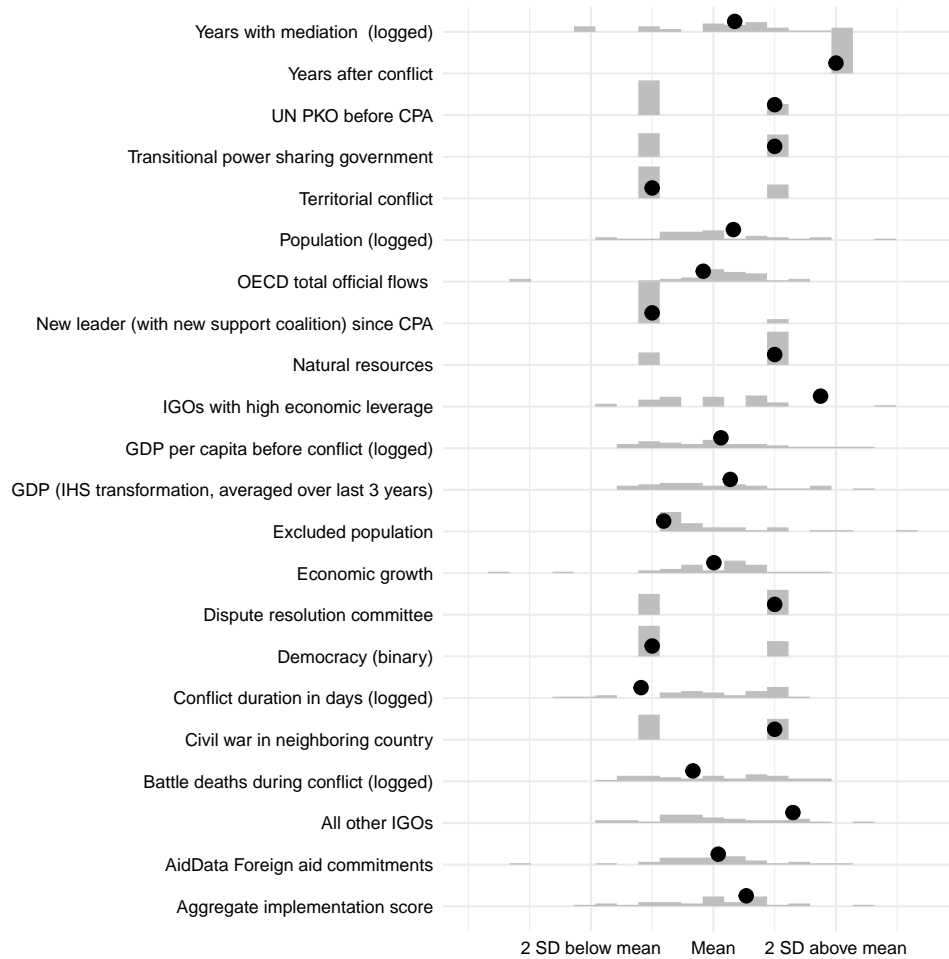 Years with mediation  (logged)
Years after conflict
UN PKO before CPA
Transitional power sharing government
Territorial conflict
Population (logged)
OECD total official flows
New leader (with new support coalition) since CPA
Natural resources
IGOs with high economic leverage
GDP per capita before conflict (logged)
GDP (IHS transformation, averaged over last 3 years)
Excluded population
Economic growth
Dispute resolution committee
Democracy (binary)
Conflict duration in days (logged)
Civil war in neighboring country
Battle deaths during conflict (logged)
All other IGOs
AidData Foreign aid commitments
Aggregate implementation score
2 SD below mean Mean 2 SD above mean